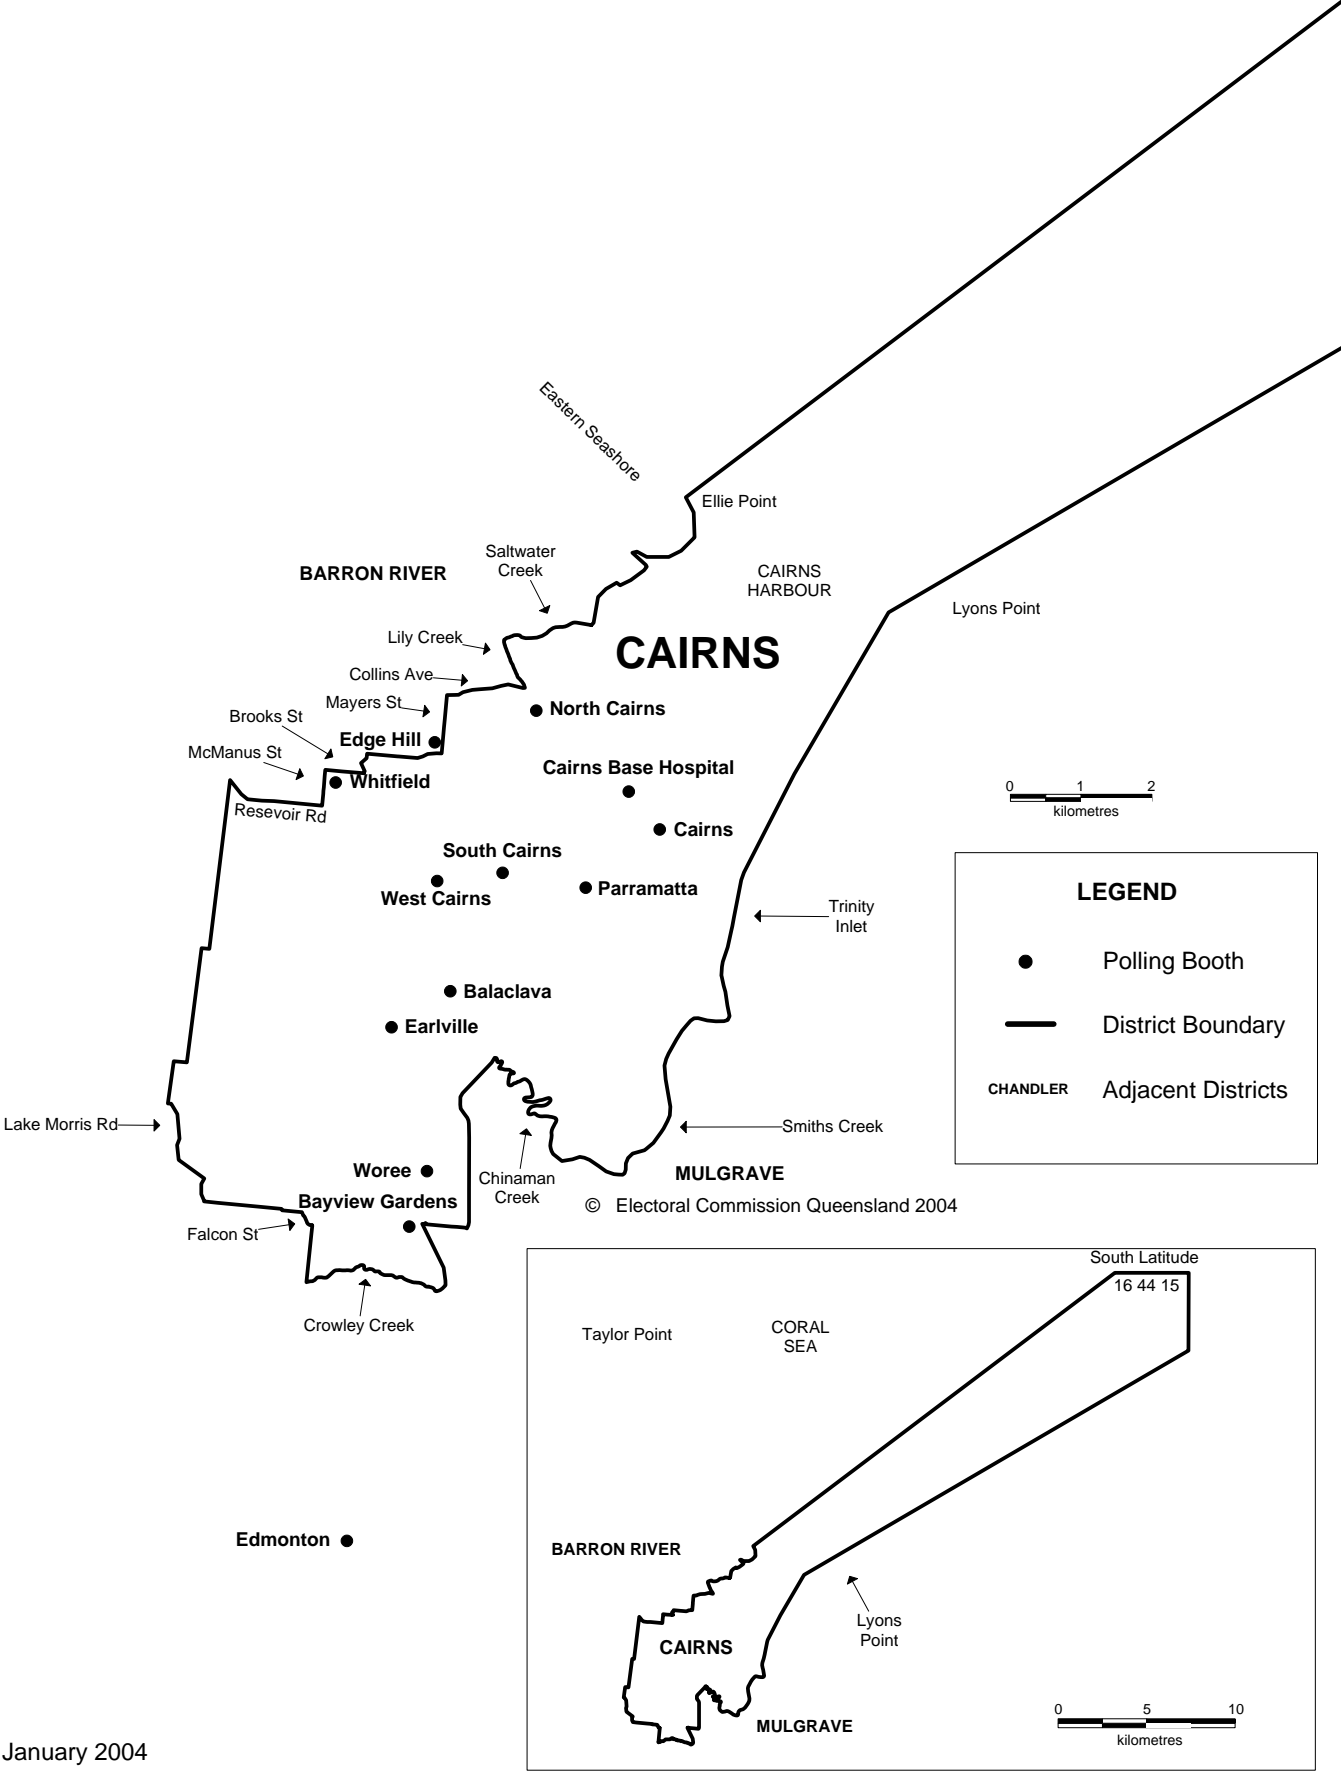 Eastern Seashore
Ellie Point
Saltwater
Creek
BARRON RIVER
CAIRNS
HARBOUR
Lyons Point
Lily Creek
CAIRNS
Collins Ave
Mayers St
North Cairns
Brooks St
Edge Hill
McManus St
Whitfield
Cairns Base Hospital
Resevoir Rd
0 1 2
kilometres
Cairns
South Cairns
West Cairns
Parramatta
Trinity
Inlet
LEGEND
Polling Booth
District Boundary
CHANDLER Adjacent Districts
Balaclava
Earlville
Lake Morris Rd
Smiths Creek
Woree
Chinaman
Creek
MULGRAVE
Bayview Gardens
© Electoral Commission Queensland 2004
Falcon St
Crowley Creek
South Latitude
16 44 15
Taylor Point
CORAL
SEA
Edmonton
BARRON RIVER
Lyons
Point
CAIRNS
MULGRAVE
0 5 10
kilometres
January 2004